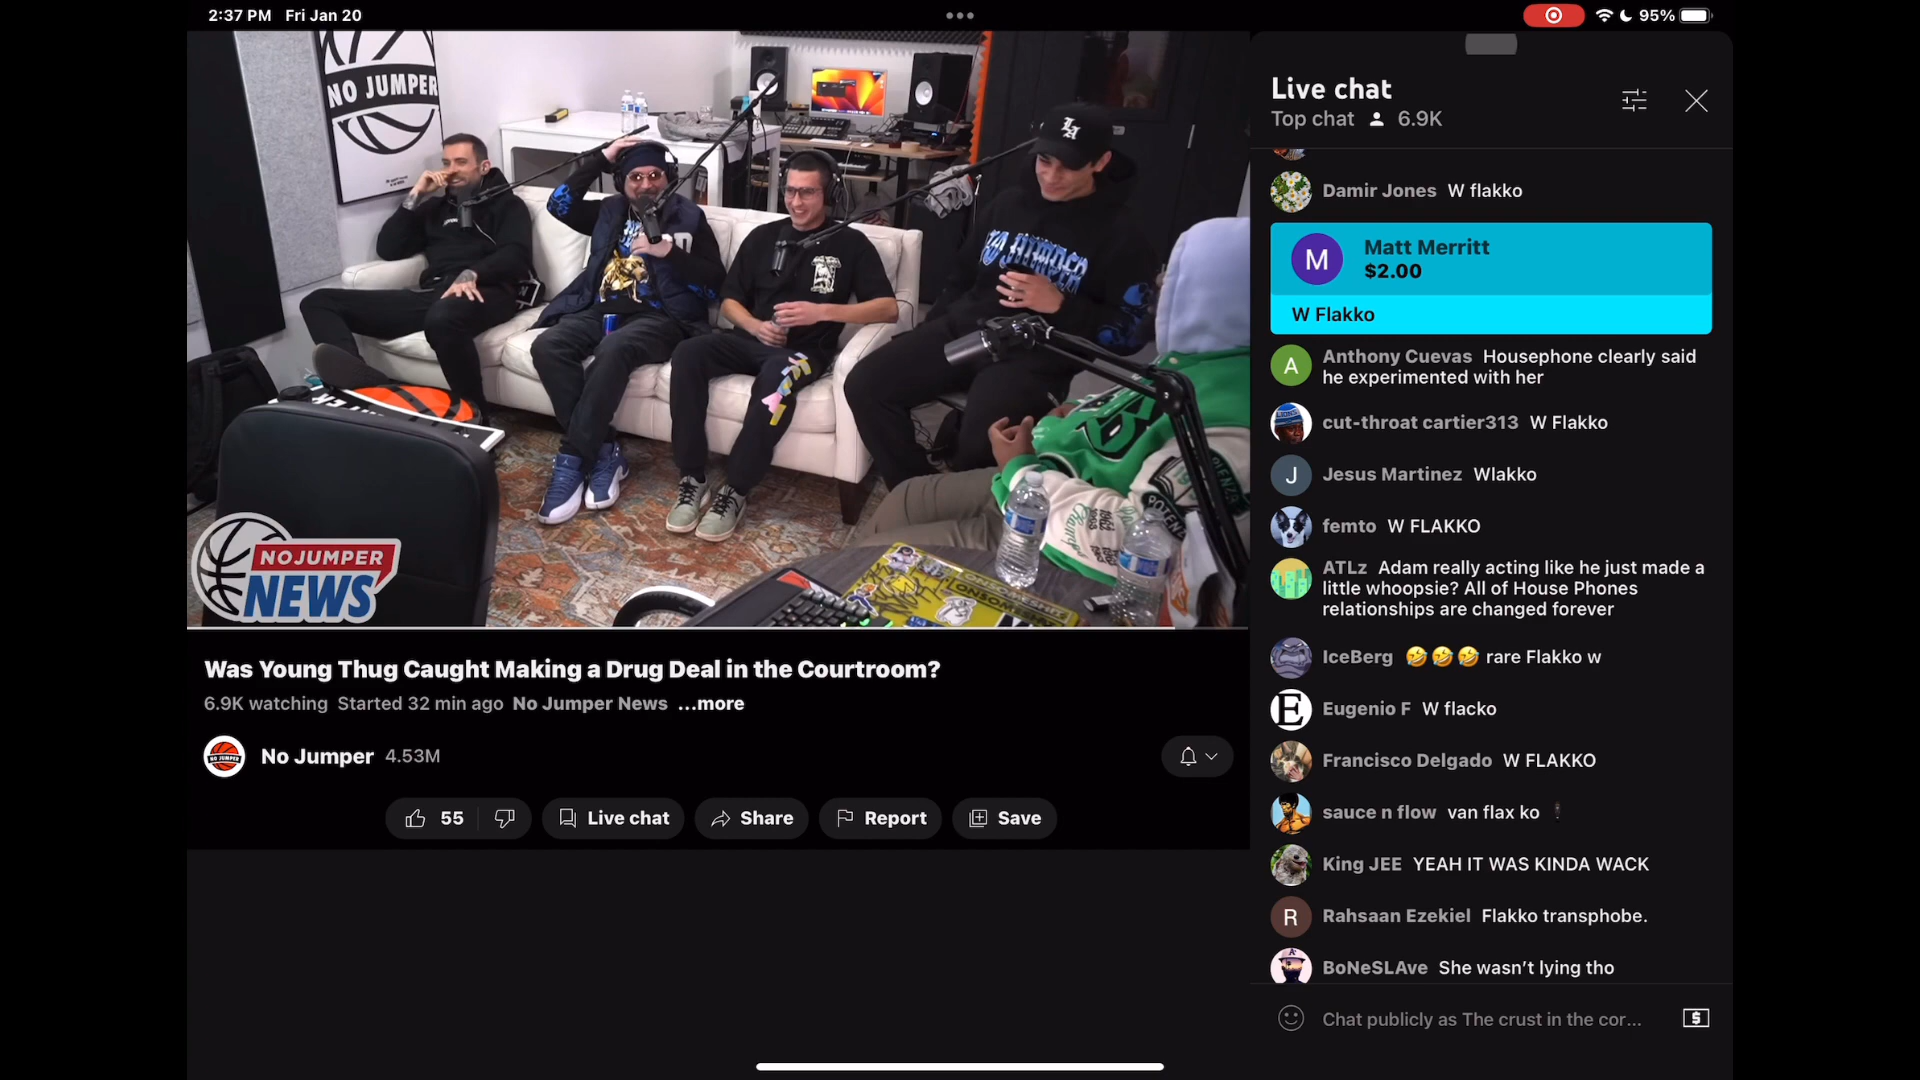 2:37 PM Fri Jan 20
95%
NO JUMPER
LA
NO JUMPER
NOJUMPER
NEWS
Was Young Thug Caught Making a Drug Deal in the Courtroom?
6.9K watching Started 32 min ago No Jumper News ...more
No Jumper 4.53M
55
Live chat
Share
Report
Save
Live chat
Top chat 6.9K
Damir Jones W flakko
M
Matt Merritt
$2.00
W Flakko
A
Anthony Cuevas Housephone clearly said
he experimented with her
cut-throat cartier313 W Flakko
J
Jesus Martinez Wlakko
femto W FLAKKO
ATLz Adam really acting like he just made a
little whoopsie? All of House Phones
relationships are changed forever
IceBerg 🤣🤣🤣 rare Flakko w
E
Eugenio F W flacko
Francisco Delgado W FLAKKO
sauce n flow van flax ko
King JEE YEAH IT WAS KINDA WACK
R
Rahsaan Ezekiel Flakko transphobe.
BoNeSLAve She wasn't lying tho
Chat publicly as The crust in the cor...